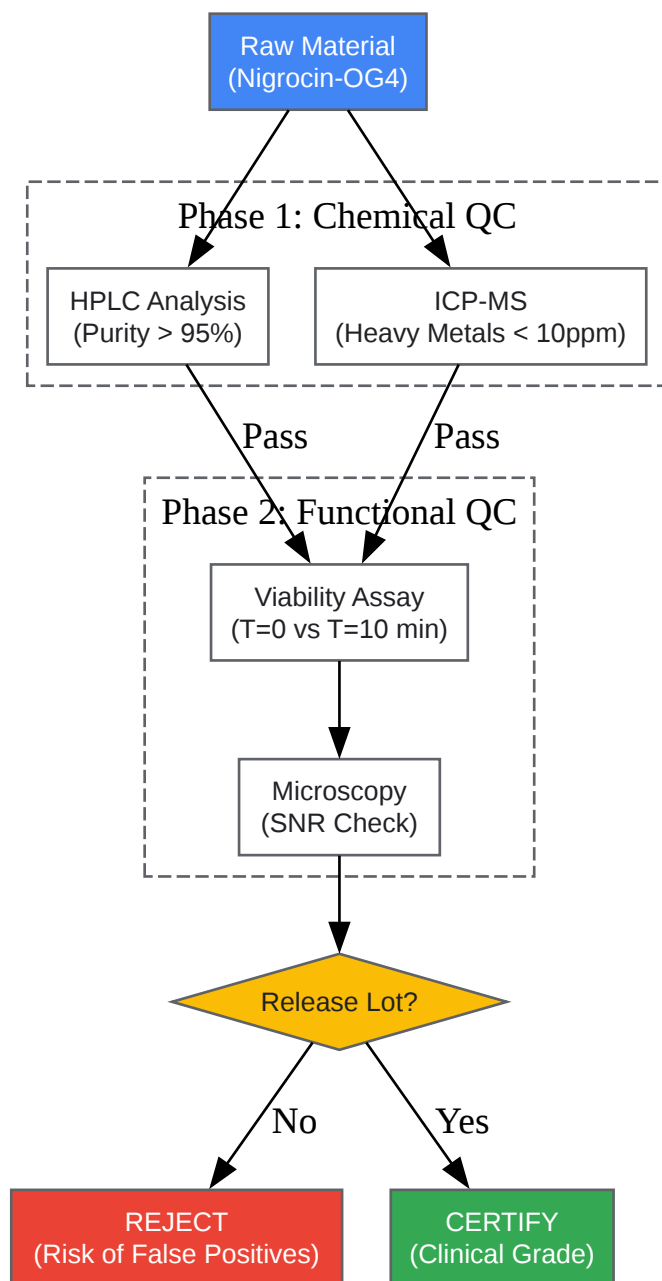 Raw Material
(Nigrocin-OG4)
Phase 1: Chemical QC
HPLC Analysis
(Purity > 95%)
ICP-MS
(Heavy Metals < 10ppm)
Pass
Pass
Phase 2: Functional QC
Viability Assay
(T=0 vs T=10 min)
Microscopy
(SNR Check)
Release Lot?
No
Yes
REJECT
(Risk of False Positives)
CERTIFY
(Clinical Grade)